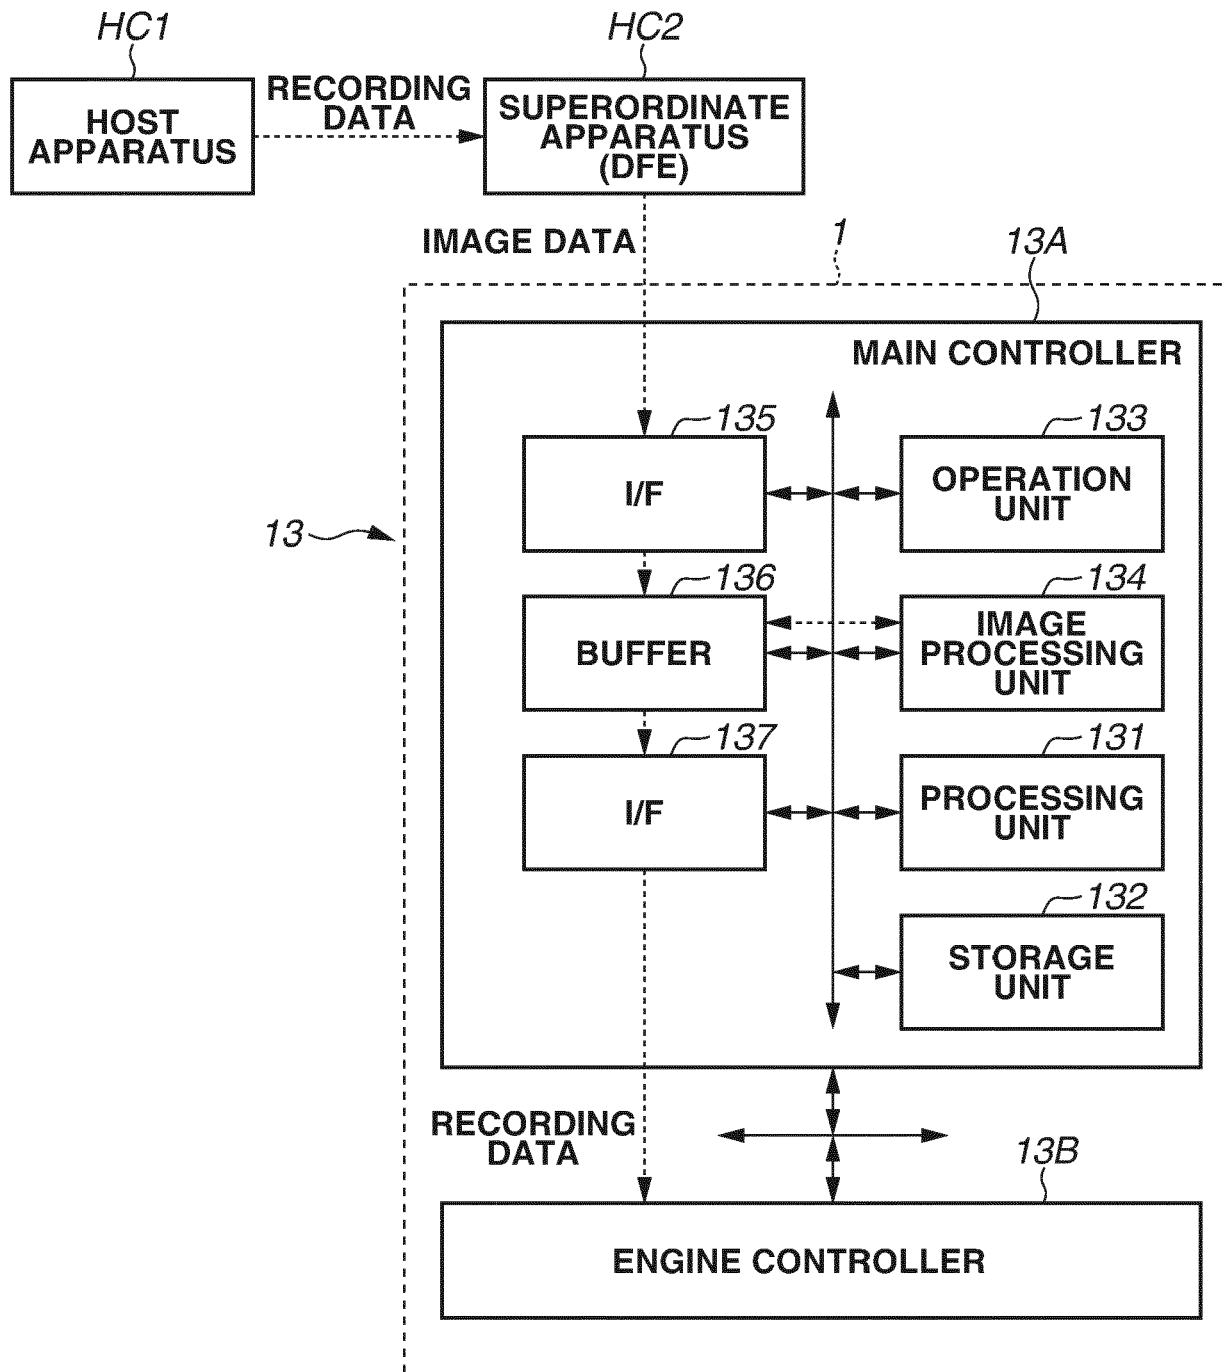 HC1
HC2
HOST
APPARATUS
RECORDING
DATA
SUPERORDINATE
APPARATUS
(DFE)
IMAGE DATA
1
13A
MAIN CONTROLLER
135
I/F
133
OPERATION
UNIT
13
136
BUFFER
134
IMAGE
PROCESSING
UNIT
137
I/F
131
PROCESSING
UNIT
132
STORAGE
UNIT
RECORDING
DATA
13B
ENGINE CONTROLLER